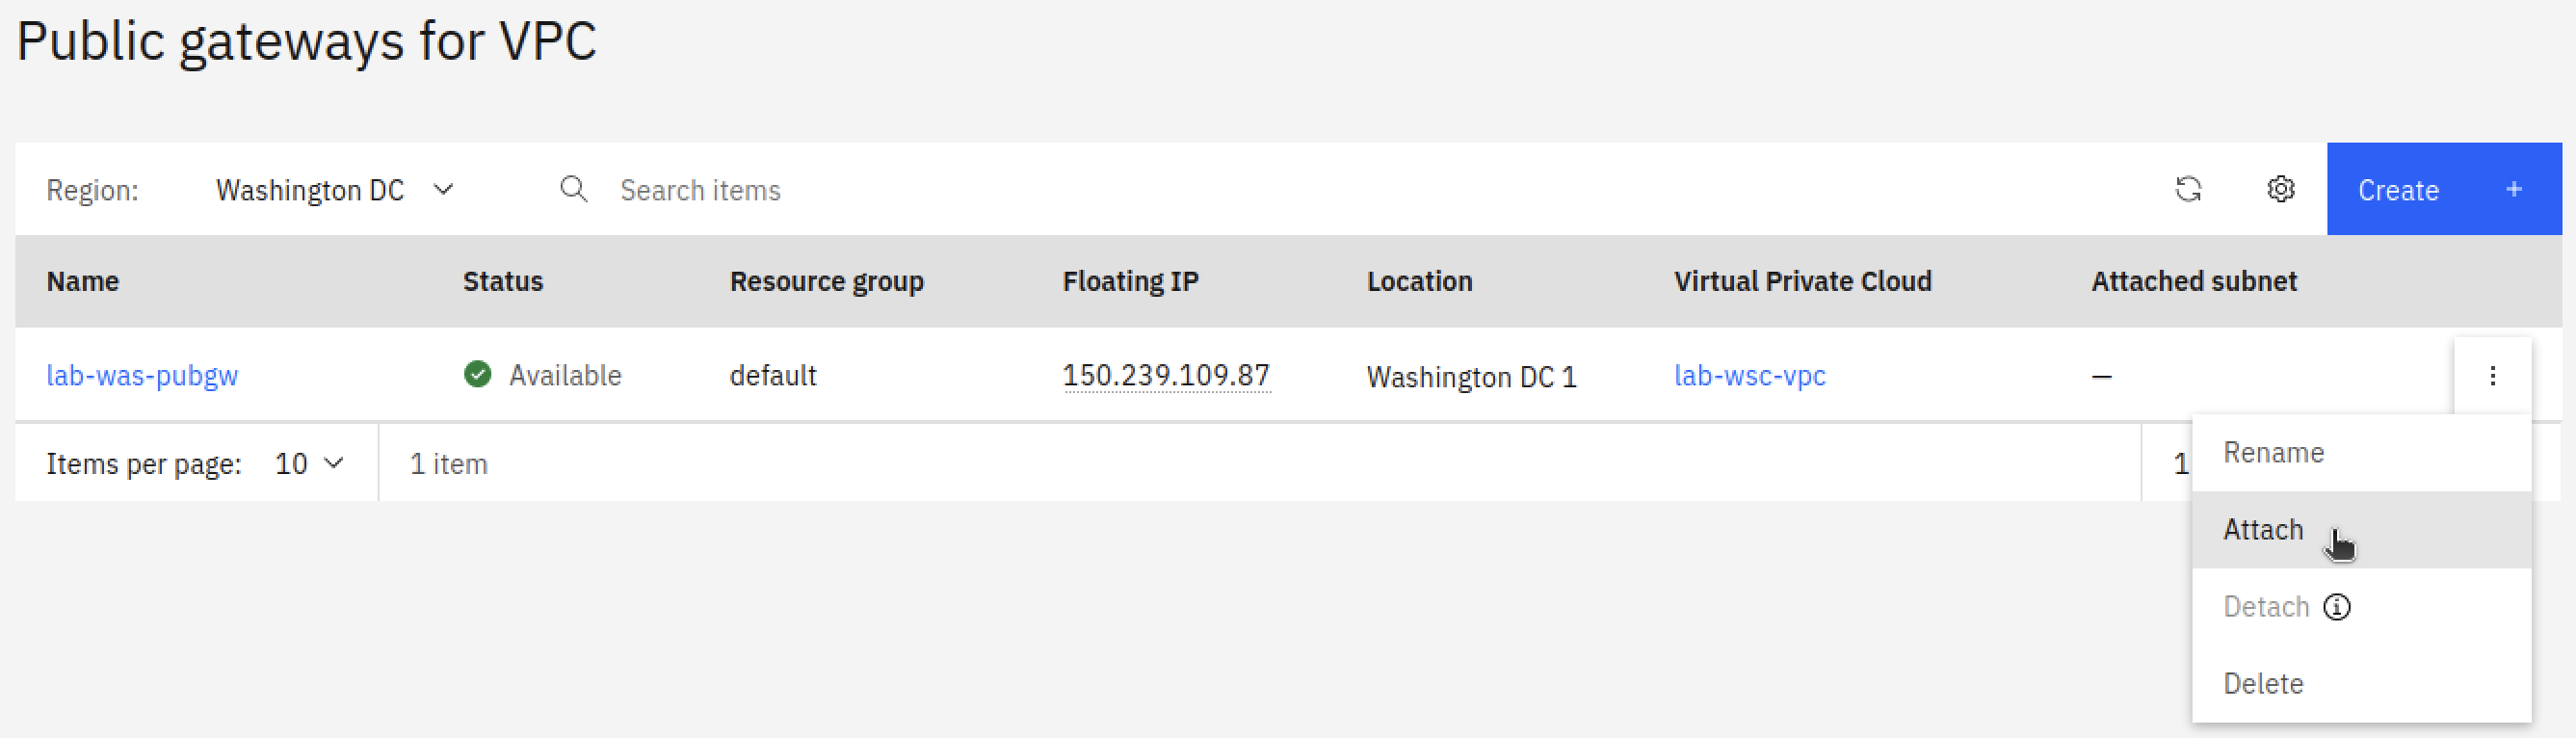 Public gateways for VPC
Region: Washington DC Search items Create +
Name Status Resource group Floating IP Location Virtual Private Cloud Attached subnet
lab-was-pubgw Available default 150.239.109.87 Washington DC 1 lab-wsc-vpc –
Items per page: 10 1 item 1
Rename
Attach
Detach
Delete